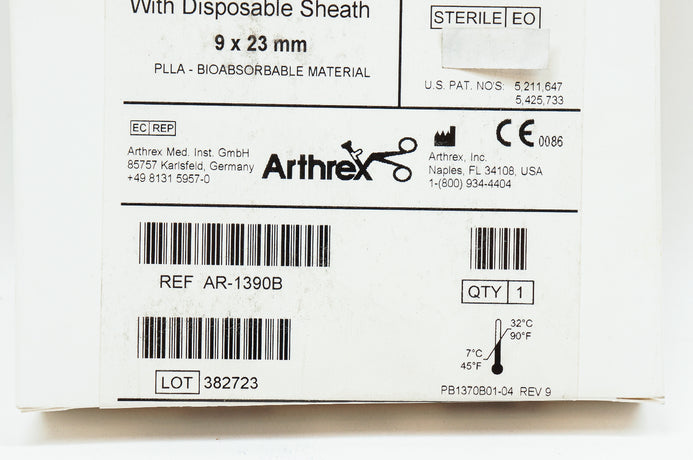 With Disposable Sheath
9 x 23 mm
PLLA - BIOABSORBABLE MATERIAL
STERILE EO
U.S. PAT. NO'S: 5,211,647
5,425,733
EC REP
Arthrex Med. Inst. GmbH
85757 Karlsfeld, Germany
+49 8131 5957-0
Arthrex
CE 0086
Arthrex, Inc.
Naples, FL 34108, USA
1-(800) 934-4404
REF AR-1390B
QTY 1
LOT 382723
32°C
90°F
7°C
45°F
PB1370B01-04 REV 9